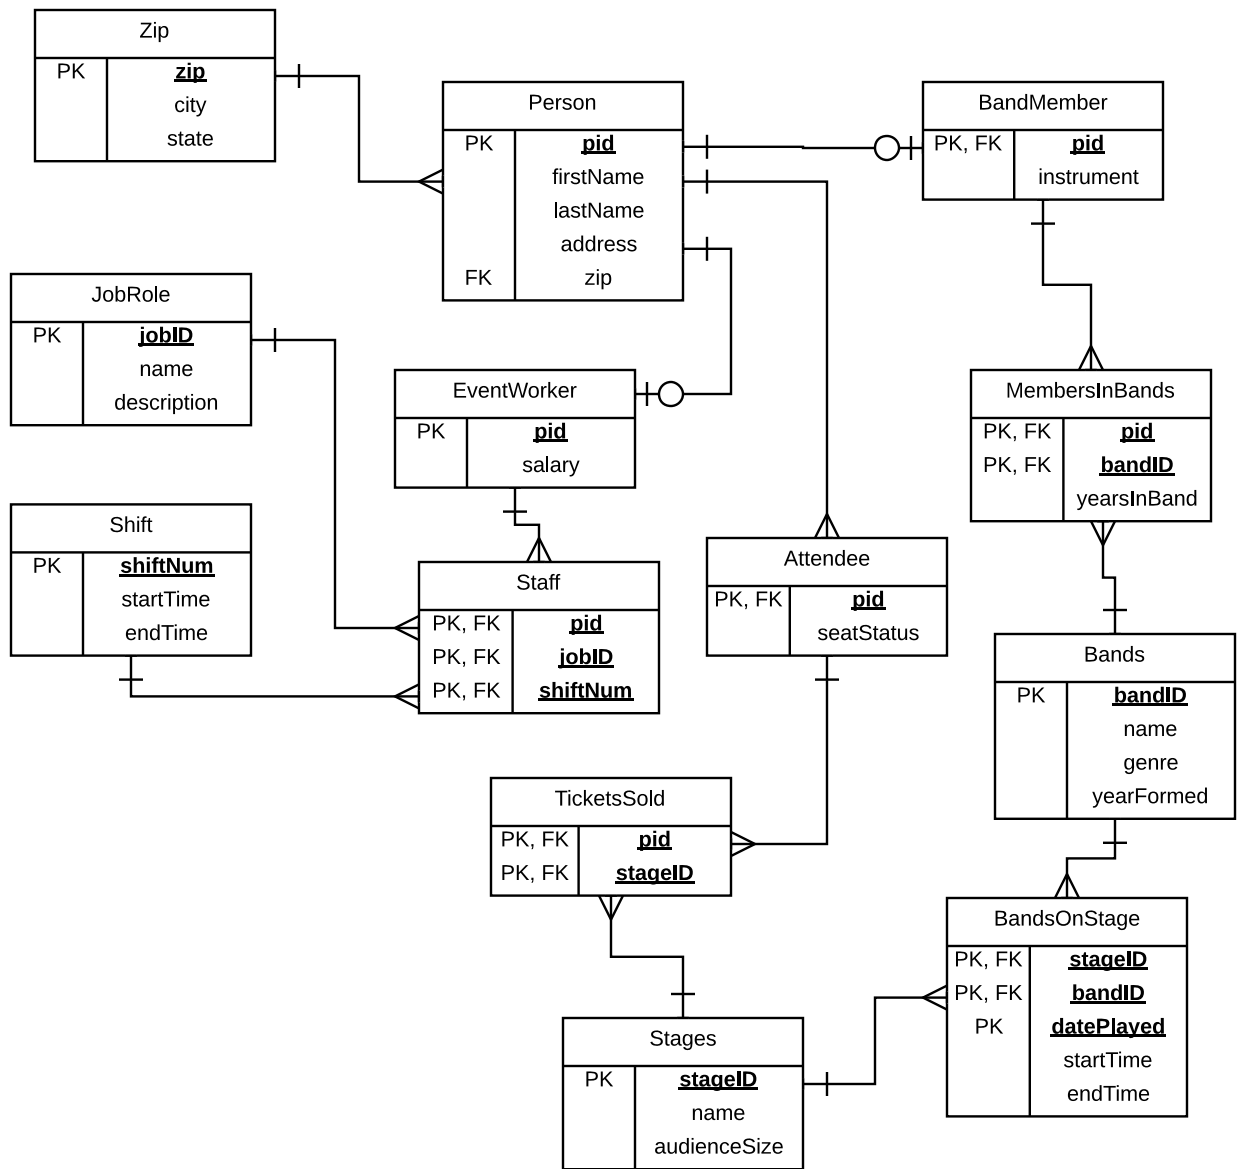 Zip
PK zip
city
state
Person
PK pid
firstName
lastName
address
FK zip
BandMember
PK, FK pid
instrument
JobRole
PK jobID
name
description
EventWorker
PK pid
salary
MembersInBands
PK, FK pid
PK, FK bandID
yearsInBand
Shift
PK shiftNum
startTime
endTime
Staff
PK, FK pid
PK, FK jobID
PK, FK shiftNum
Attendee
PK, FK pid
seatStatus
Bands
PK bandID
name
genre
yearFormed
TicketsSold
PK, FK pid
PK, FK stageID
BandsOnStage
PK, FK stageID
PK, FK bandID
PK datePlayed
startTime
endTime
Stages
PK stageID
name
audienceSize